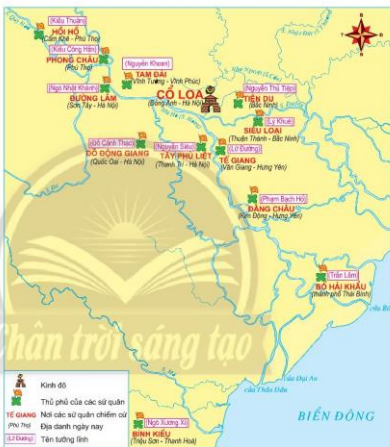 (Kiều Thuận)
HỒI HỒ
(Cẩm Khê - Phú Thọ)
(Kiều Công Hãn)
PHONG CHÂU
(Phú Thọ)
(Nguyễn Khoan)
TAM ĐÁI
(Vĩnh Tường - Vĩnh Phúc)
(Ngô Nhật Khánh)
ĐƯỜNG LÂM
(Sơn Tây - Hà Nội)
CỔ LOA
(Đông Anh - Hà Nội)
(Nguyễn Thủ Tiệp)
TIÊN DU
(Bắc Ninh)
(Lý Khuê)
SIÊU LOẠI
(Thuận Thành - Bắc Ninh)
(Đỗ Cảnh Thạc)
ĐỖ ĐỘNG GIANG
(Quốc Oai - Hà Nội)
(Nguyễn Siêu)
TÂY PHÙ LIỆT
(Thanh Trì - Hà Nội)
(Lữ Đường)
TẾ GIANG
(Văn Giang - Hưng Yên)
(Phạm Bạch Hổ)
ĐẰNG CHÂU
(Kim Động - Hưng Yên)
(Trần Lãm)
BỐ HẢI KHẨU
(thành phố Thái Bình)
Chân trời sáng tạo
cửa Đại An
cửa Thần Đầu
BIỂN ĐÔNG
(Ngô Xương Xí)
BÌNH KIỀU
(Triệu Sơn - Thanh Hoá)
Kinh đô
Thủ phủ của các sứ quân
TẾ GIANG Nơi các sứ quân chiếm cứ
(Phú Thọ) Địa danh ngày nay
(Lữ Đường) Tên tướng lĩnh